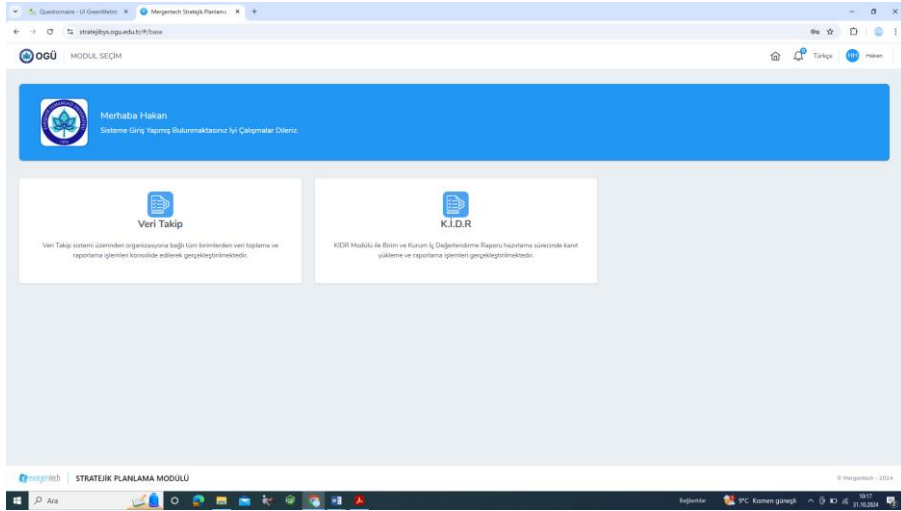 Questionnaire - UI GreenMetric
Mergentech Stratejik Planlama
stratejibys.ogu.edu.tr/#/base
OGÜ MODUL SEÇİM
Türkçe HH Hakan
Merhaba Hakan
Sisteme Giriş Yapmış Bulunmaktasınız İyi Çalışmalar Dileriz.
Veri Takip
Veri Takip sistemi üzerinden organizasyona bağlı tüm birimlerden veri toplama ve
raporlama işlemleri konsolide edilerek gerçekleştirilmektedir.
K.İ.D.R
KİDR Modülü ile Birim ve Kurum İç Değerlendirme Raporu hazırlama sürecinde kanıt
yükleme ve raporlama işlemleri gerçekleştirilmektedir.
mergentech STRATEJİK PLANLAMA MODÜLÜ
© Mergentech - 2024
Ara
Bağlantılar
9°C Kısmen güneşli
10:17
31.10.2024